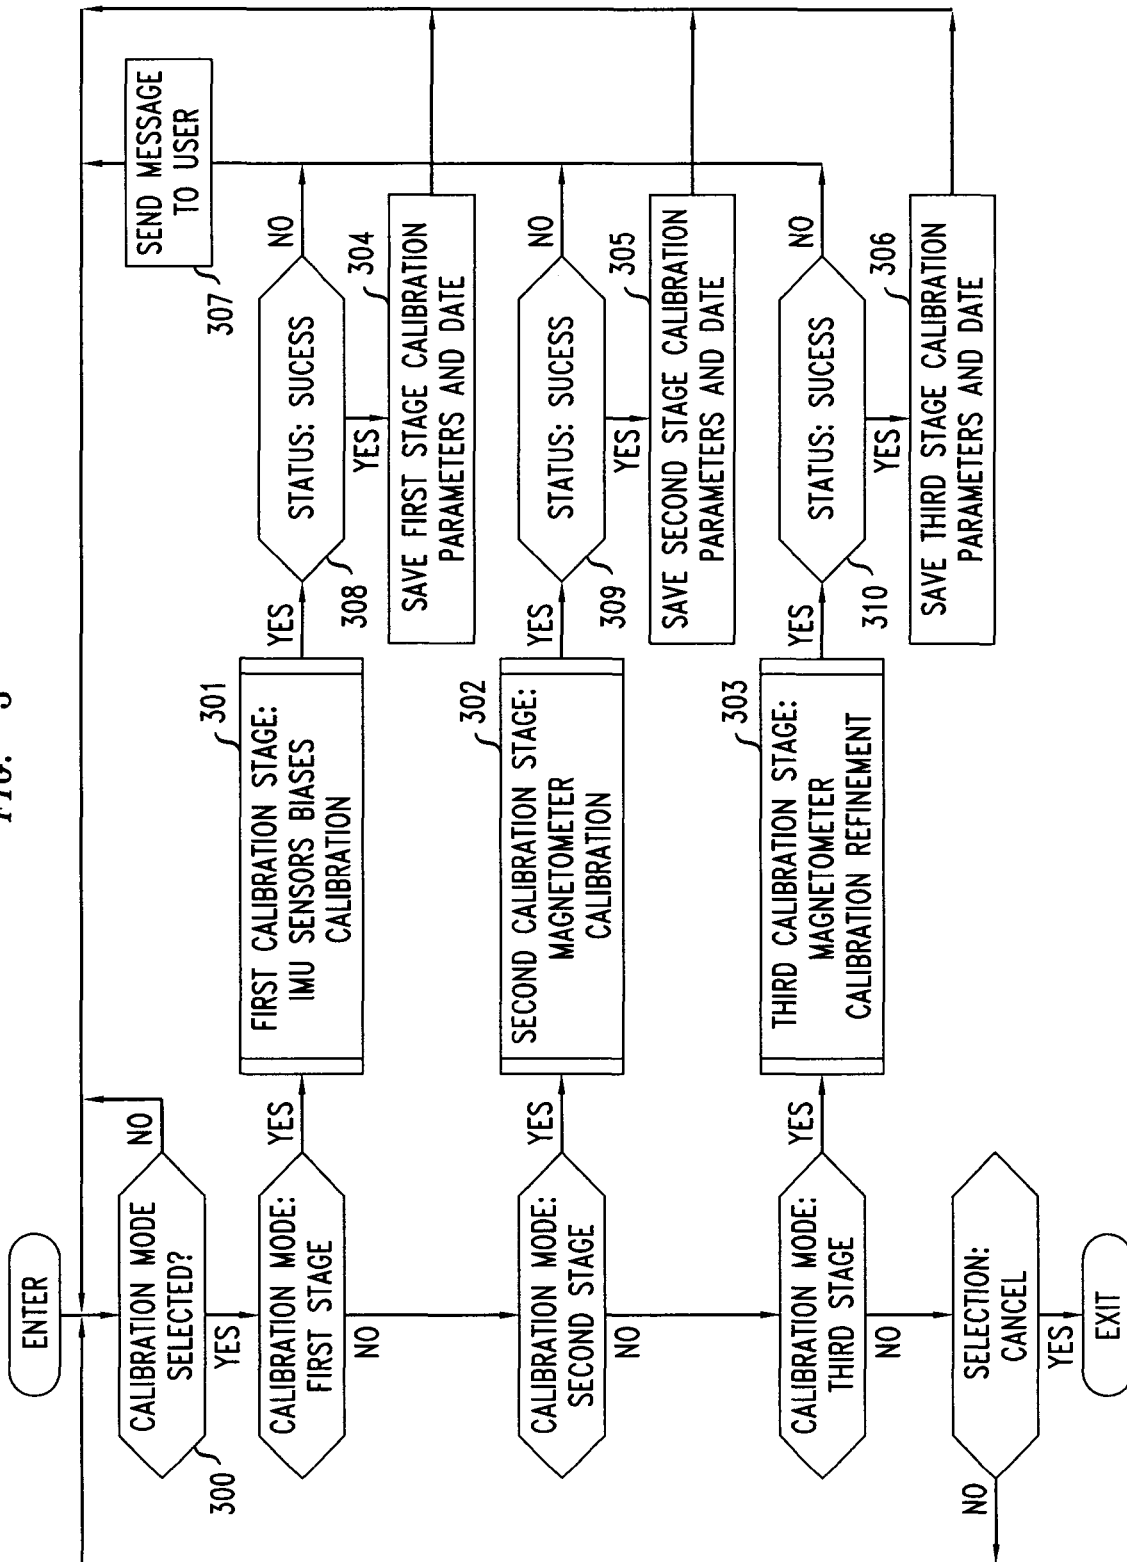 FIG. 3
ENTER
CALIBRATION MODE
SELECTED?
300
NO
YES
CALIBRATION MODE:
FIRST STAGE
YES
NO
FIRST CALIBRATION STAGE:
IMU SENSORS BIASES
CALIBRATION
301
YES
STATUS: SUCESS
308
NO
YES
SEND MESSAGE
TO USER
307
SAVE FIRST STAGE CALIBRATION
PARAMETERS AND DATE
304
CALIBRATION MODE:
SECOND STAGE
YES
NO
SECOND CALIBRATION STAGE:
MAGNETOMETER
CALIBRATION
302
YES
STATUS: SUCESS
309
NO
YES
SAVE SECOND STAGE CALIBRATION
PARAMETERS AND DATE
305
CALIBRATION MODE:
THIRD STAGE
YES
NO
THIRD CALIBRATION STAGE:
MAGNETOMETER
CALIBRATION REFINEMENT
303
YES
STATUS: SUCESS
310
NO
YES
SAVE THIRD STAGE CALIBRATION
PARAMETERS AND DATE
306
SELECTION:
CANCEL
NO
YES
EXIT